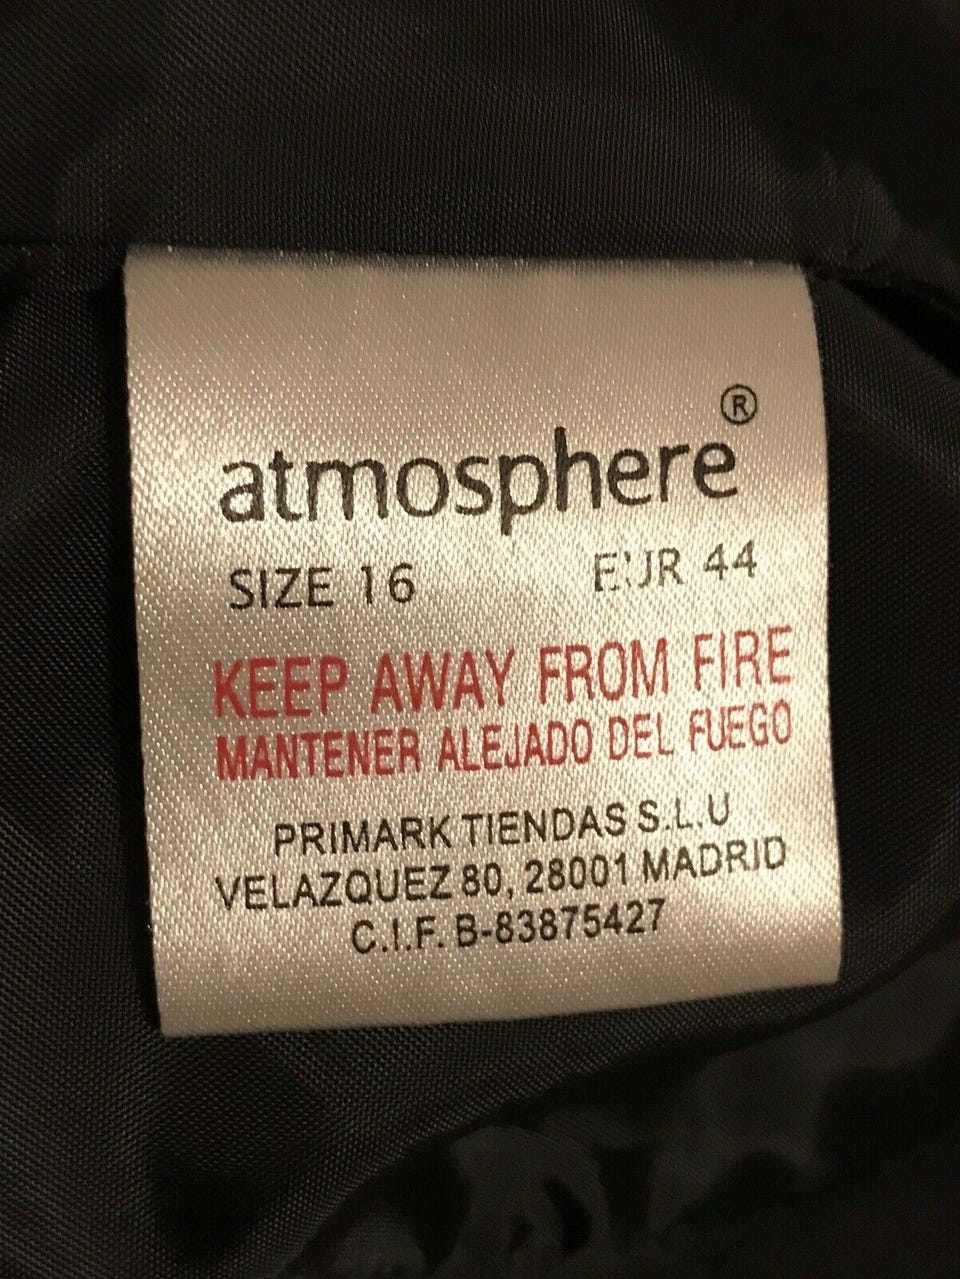 atmosphere®
SIZE 16 EUR 44
KEEP AWAY FROM FIRE
MANTENER ALEJADO DEL FUEGO
PRIMARK TIENDAS S.L.U
VELAZQUEZ 80, 28001 MADRID
C.I.F. B-83875427